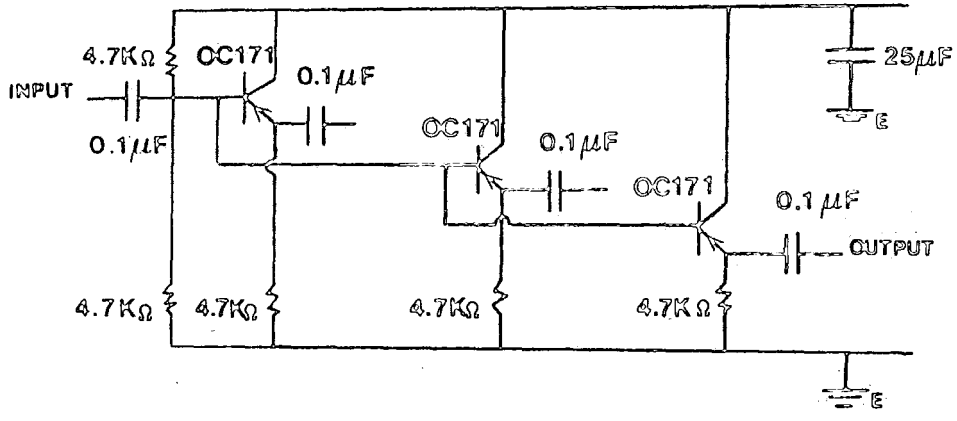 4.7KΩ
OC171
0.1µF
25µF
INPUT
E
0.1µF
OC171
0.1µF
OC171
0.1µF
OUTPUT
4.7KΩ
4.7KΩ
4.7KΩ
4.7KΩ
E